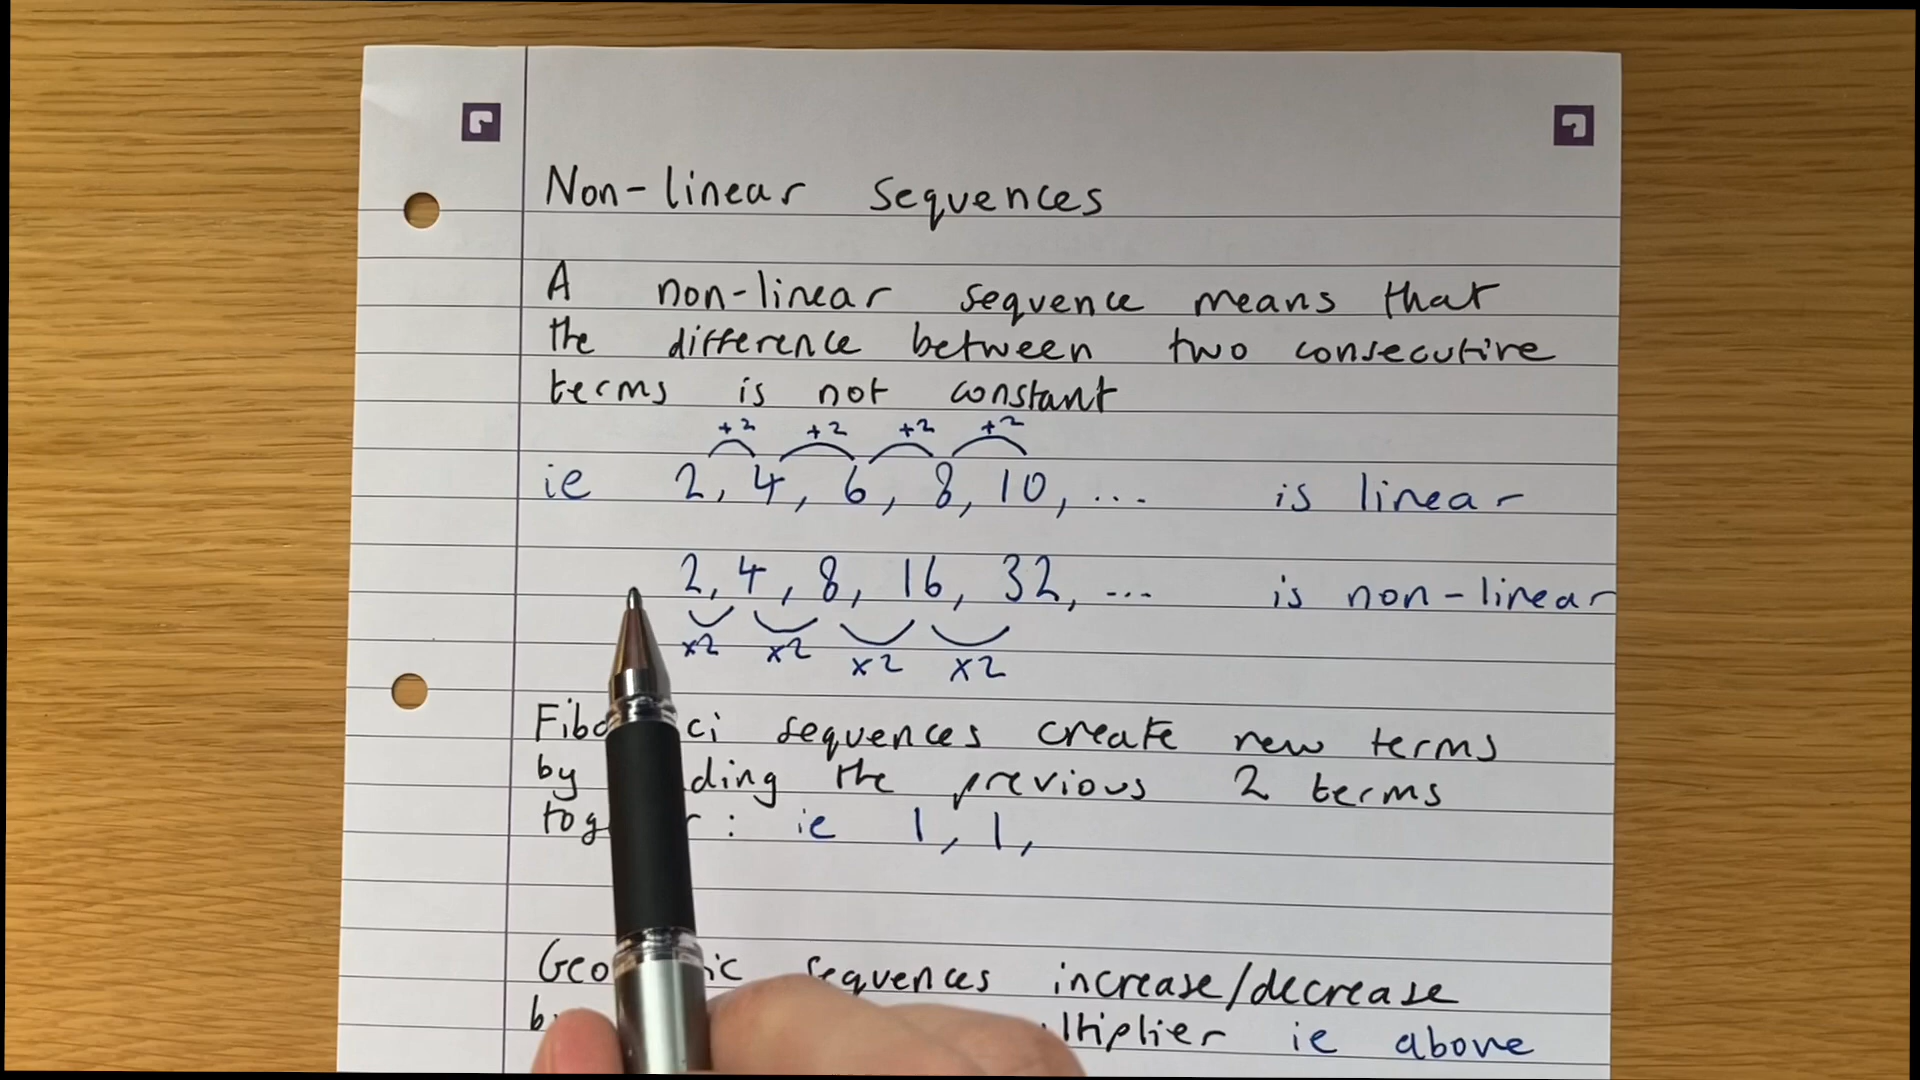 Non-linear sequences
A non-linear sequence means that
the difference between two consecutive
terms is not constant
+2 +2 +2 +2
ie 2, 4, 6, 8, 10, ... is linear
2, 4, 8, 16, 32, ... is non-linear
x2 x2 x2 x2
sequences create new terms
by the previous 2 terms
: ie 1, 1,
sequences increase/decrease
ie above